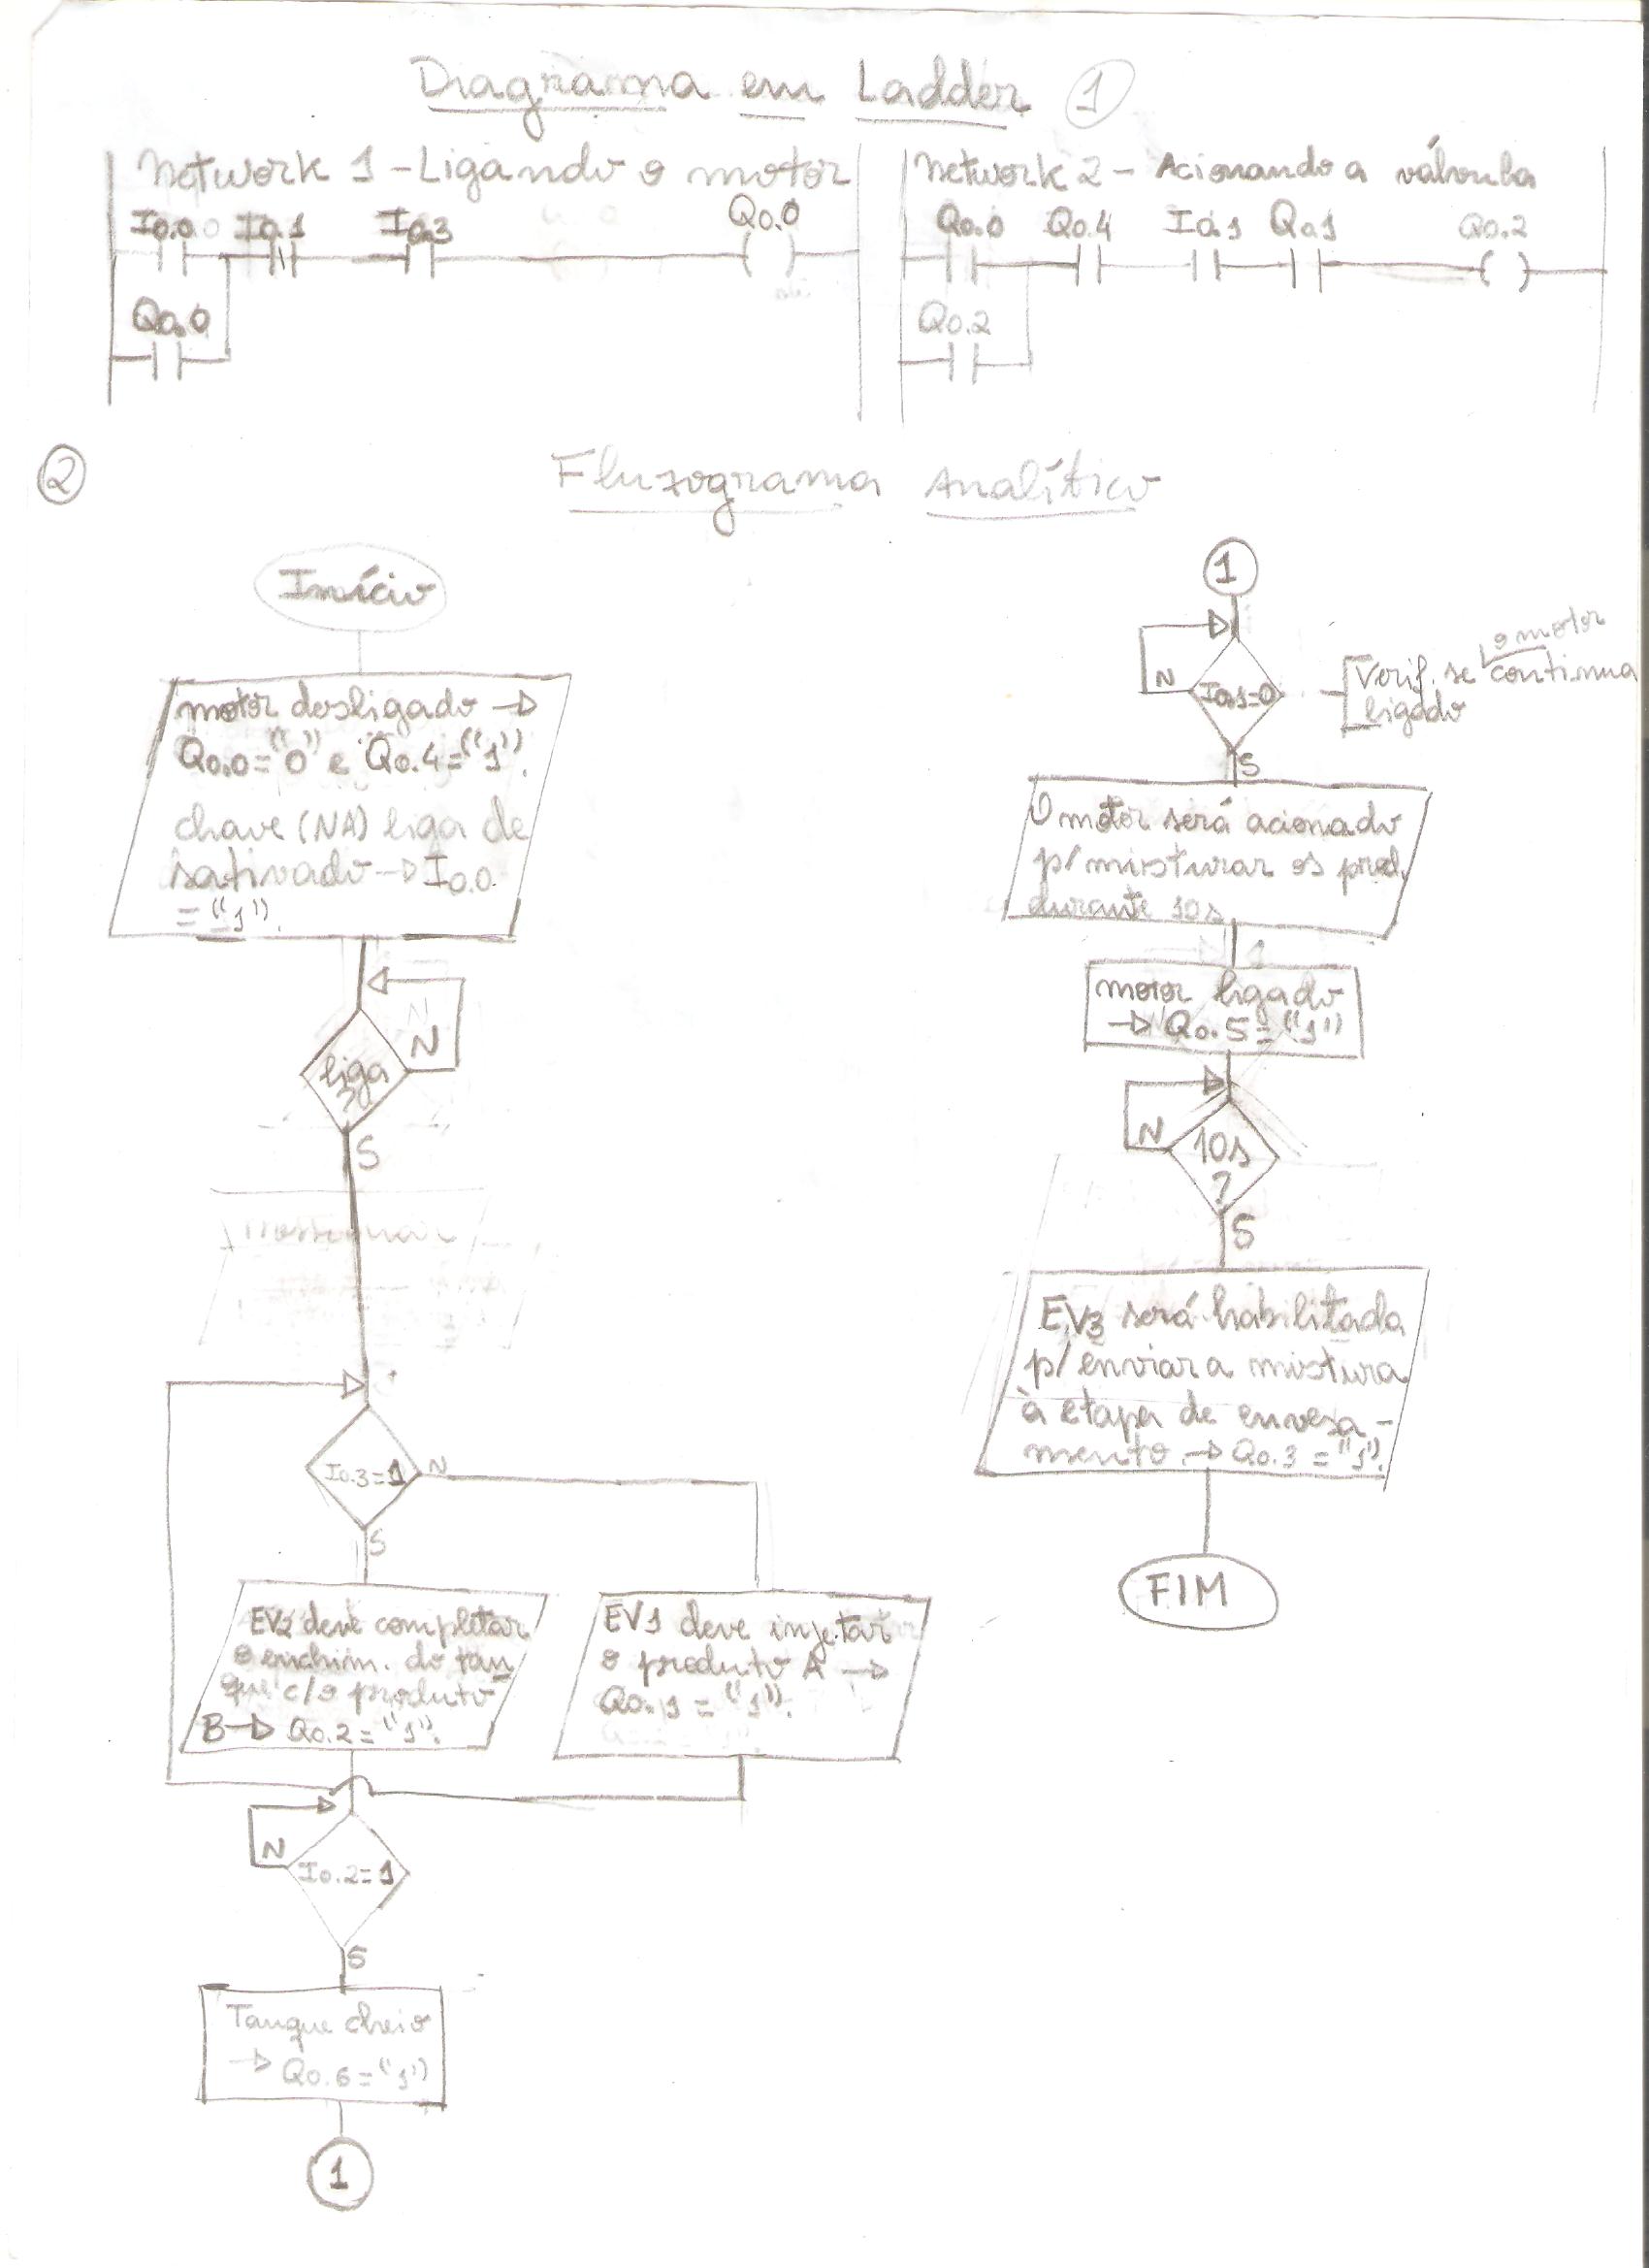 Diagrama em Ladder 1
Network 1 - Ligando o motor
I0.0 I0.1 I0.3 Q0.0
Q0.0
Network 2 - Acionando a válvula
Q0.0 Q0.4 I0.1 Q0.1 Q0.2
Q0.2
2 Fluxograma Analítico
Início
motor desligado →
Q0.0="0" e Q0.4="1".
chave (NA) liga de
sativado → I0.0
="1".
N
liga
?
S
I0.3=1 N
S
EV2 deve completar
o enchim. do tan
que c/o produto
B → Q0.2="1".
EV1 deve injetar
o produto A →
Q0.1="1".
N
I0.2=1
S
Tanque cheio
→ Q0.6="1"
1
1
N
I0.1=0
S
o motor
Verif. se continua
ligado
O motor será acionado
p/ misturar os prod.
durante 10s
motor ligado
→ Q0.5="1"
N
10s
?
S
EV3 será habilitada
p/ enviar a mistura
à etapa de envasa-
mento → Q0.3="1".
FIM